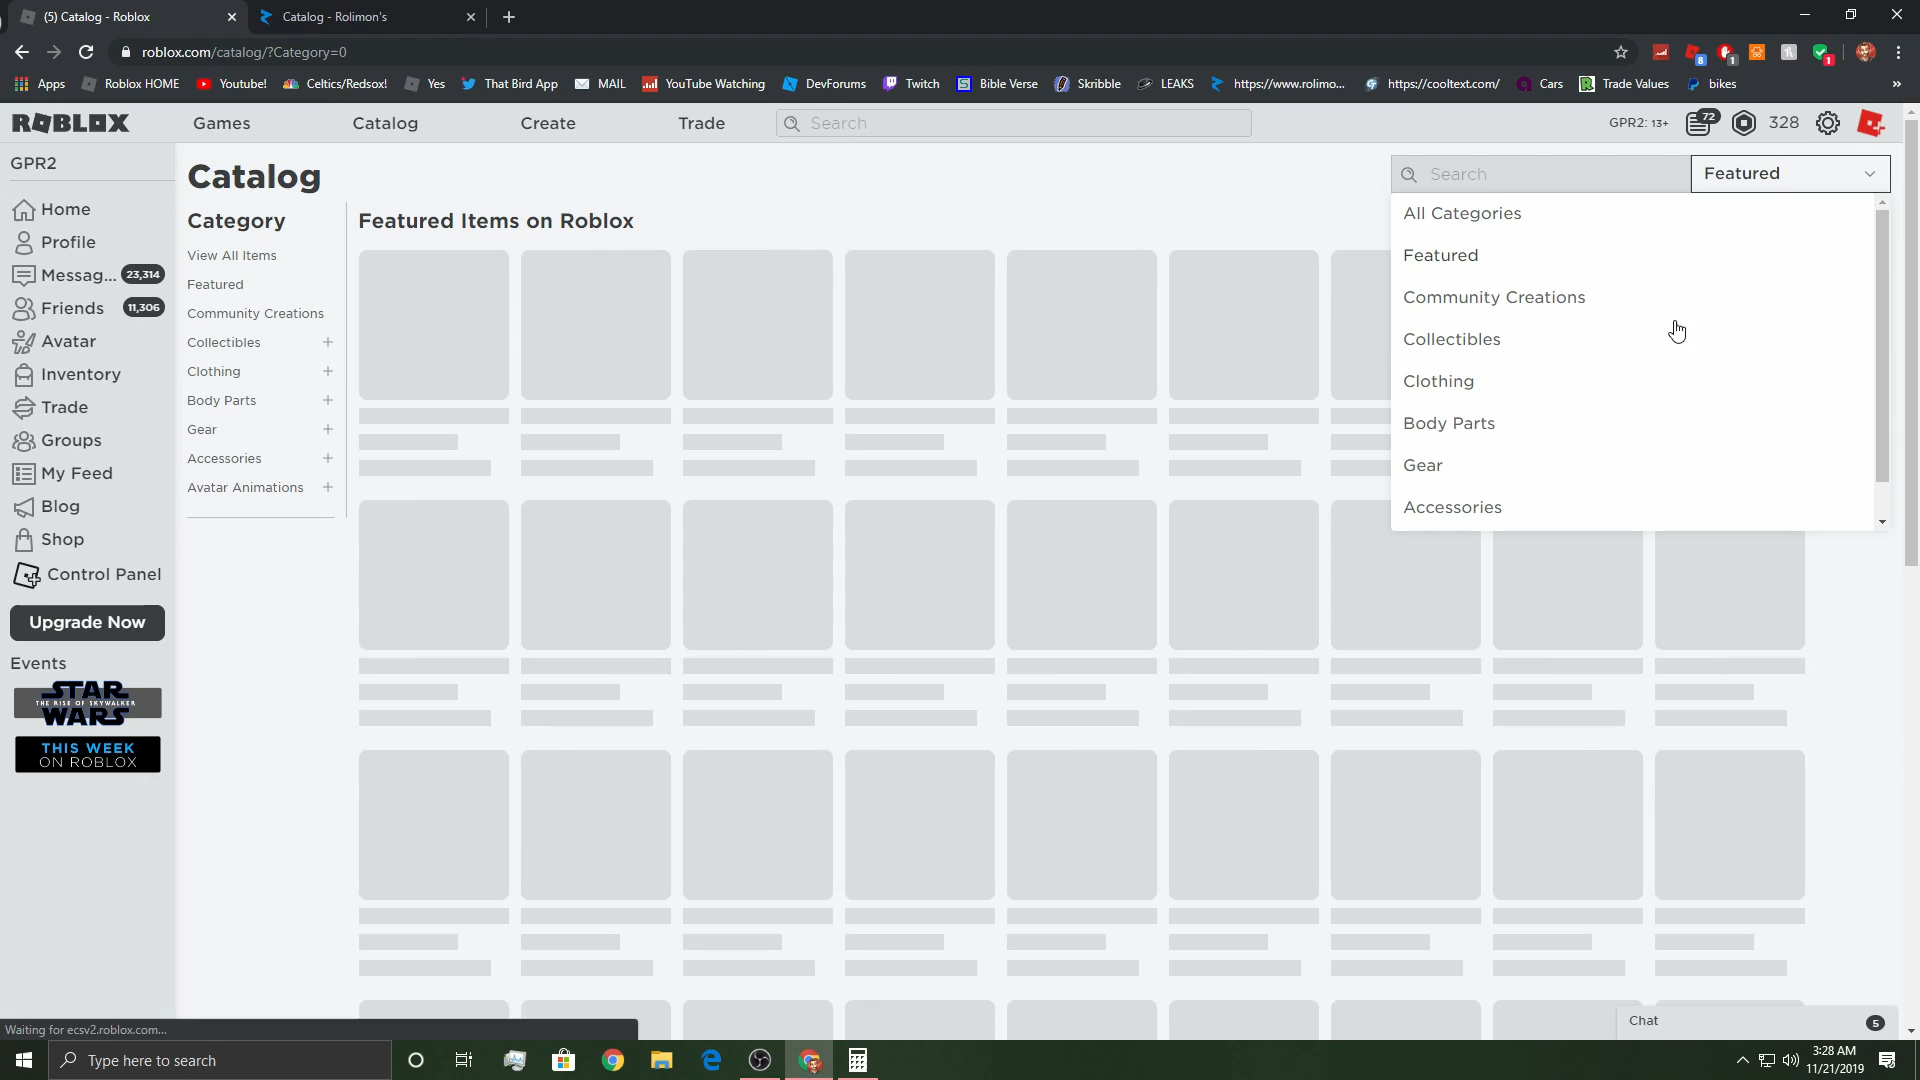 (5) Catalog - Roblox
Catalog - Rolimon's
roblox.com/catalog/?Category=0
8
1
1
Apps
Roblox HOME
Youtube!
Celtics/Redsox!
Yes
That Bird App
MAIL
YouTube Watching
DevForums
Twitch
Bible Verse
Skribble
LEAKS
https://www.rolimo...
https://cooltext.com/
Cars
Trade Values
bikes
ROBLOX
Games
Catalog
Create
Trade
Search
GPR2: 13+
72
328
GPR2
Home
Profile
Messag... 23,314
Friends 11,306
Avatar
Inventory
Trade
Groups
My Feed
Blog
Shop
Control Panel
Upgrade Now
Events
STAR
THE RISE OF SKYWALKER
WARS
THIS WEEK
ON ROBLOX
Catalog
Category
View All Items
Featured
Community Creations
Collectibles
Clothing
Body Parts
Gear
Accessories
Avatar Animations
Featured Items on Roblox
Search
Featured
All Categories
Featured
Community Creations
Collectibles
Clothing
Body Parts
Gear
Accessories
Waiting for ecsv2.roblox.com...
Chat
5
Type here to search
3:28 AM
11/21/2019